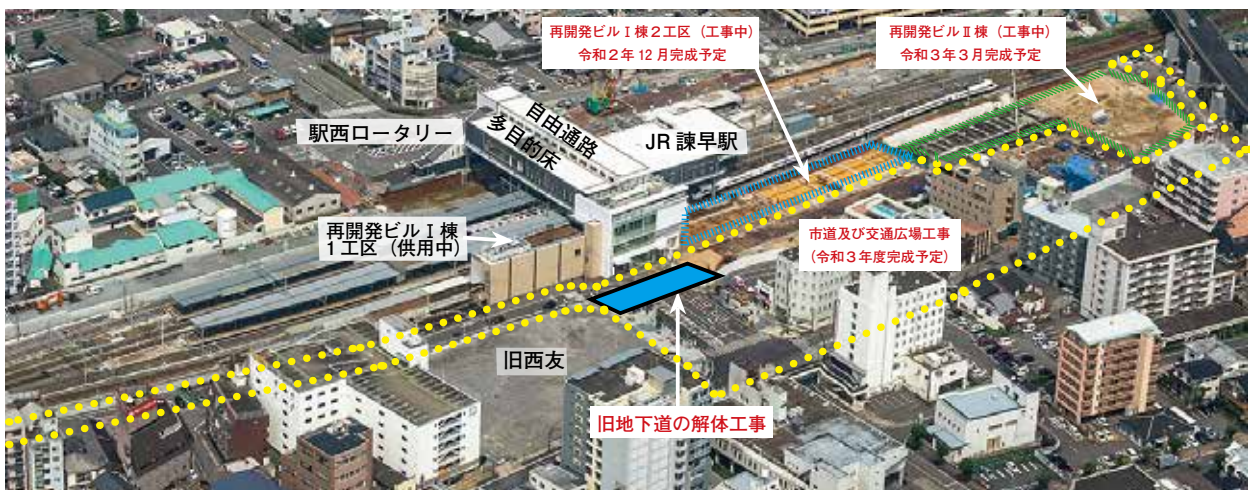 再開発ビルⅠ棟2工区（工事中）
令和2年12月完成予定
再開発ビルⅡ棟（工事中）
令和3年3月完成予定
駅西ロータリー
自由通路
多目的床
JR諫早駅
再開発ビルⅠ棟
1工区（供用中）
市道及び交通広場工事
（令和3年度完成予定）
旧西友
旧地下道の解体工事